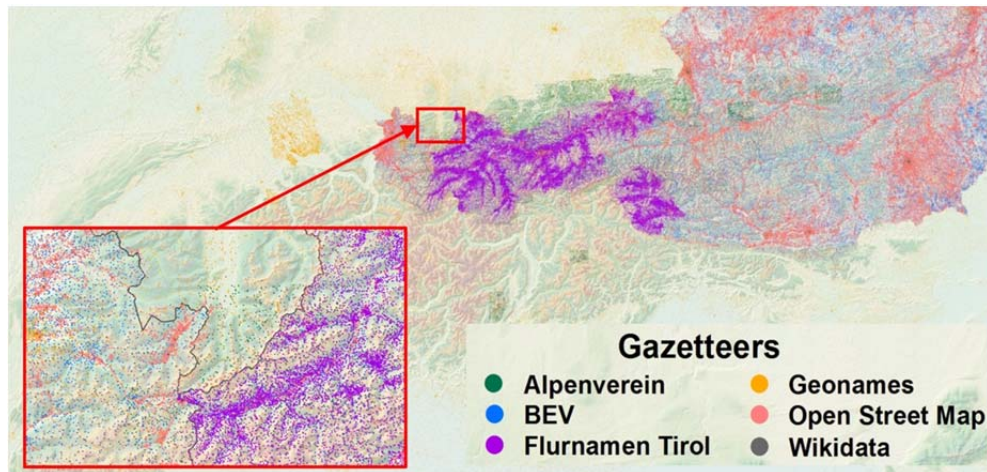 Gazetteers
Alpenverein
BEV
Flurnamen Tirol
Geonames
Open Street Map
Wikidata